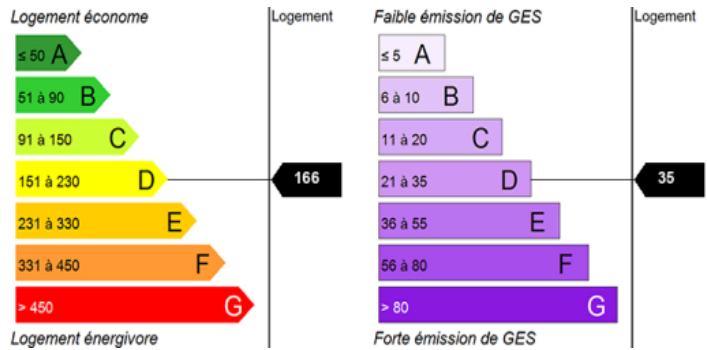 Logement économe
Logement
≤ 50 A
51 à 90 B
91 à 150 C
151 à 230 D
166
231 à 330 E
331 à 450 F
> 450 G
Logement énergivore
Faible émission de GES
Logement
≤ 5 A
6 à 10 B
11 à 20 C
21 à 35 D
35
36 à 55 E
56 à 80 F
> 80 G
Forte émission de GES